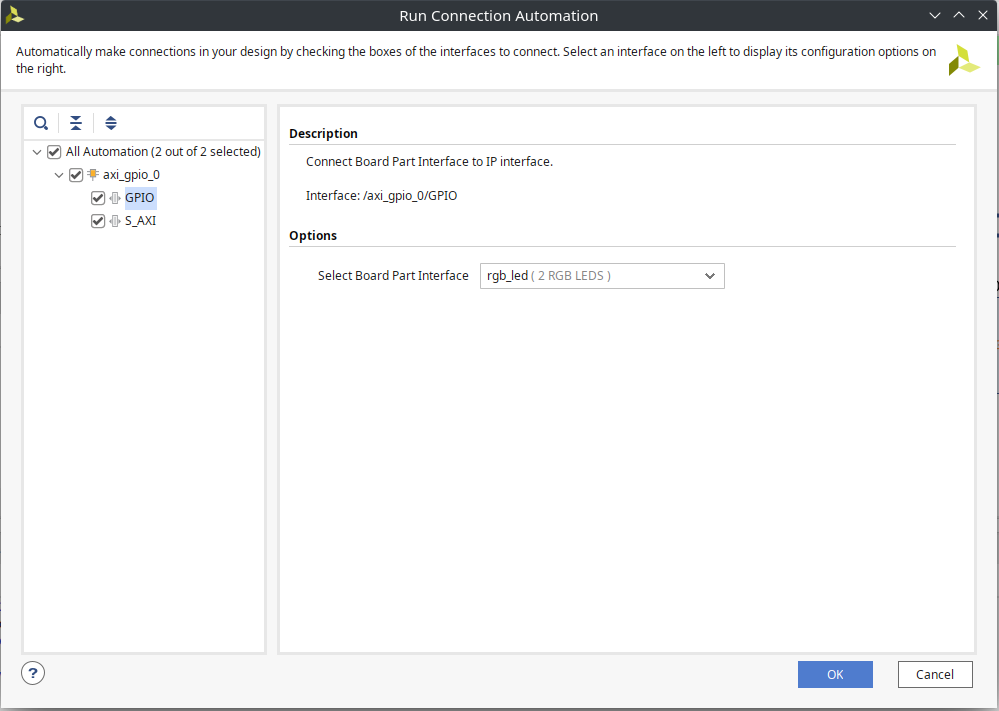 Run Connection Automation
Automatically make connections in your design by checking the boxes of the interfaces to connect. Select an interface on the left to display its configuration options on
the right.
All Automation (2 out of 2 selected)
axi_gpio_0
GPIO
S_AXI
Description
Connect Board Part Interface to IP interface.
Interface: /axi_gpio_0/GPIO
Options
Select Board Part Interface rgb_led ( 2 RGB LEDS )
?
OK Cancel